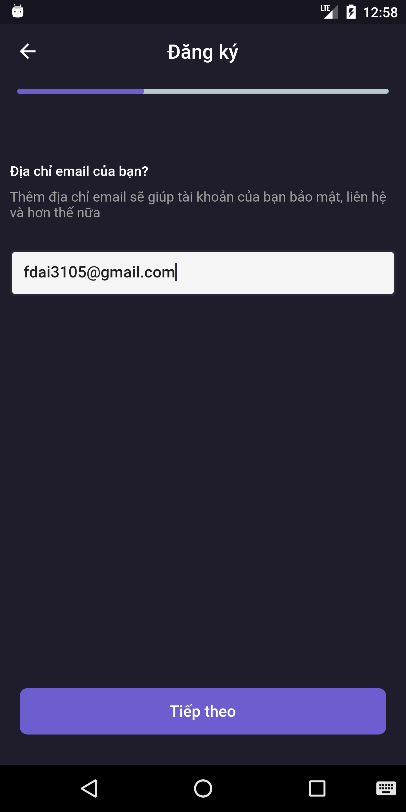 LTE 12:58
Đăng ký
Địa chỉ email của bạn?
Thêm địa chỉ email sẽ giúp tài khoản của bạn bảo mật, liên hệ
và hơn thế nữa
fdai3105@gmail.com
Tiếp theo